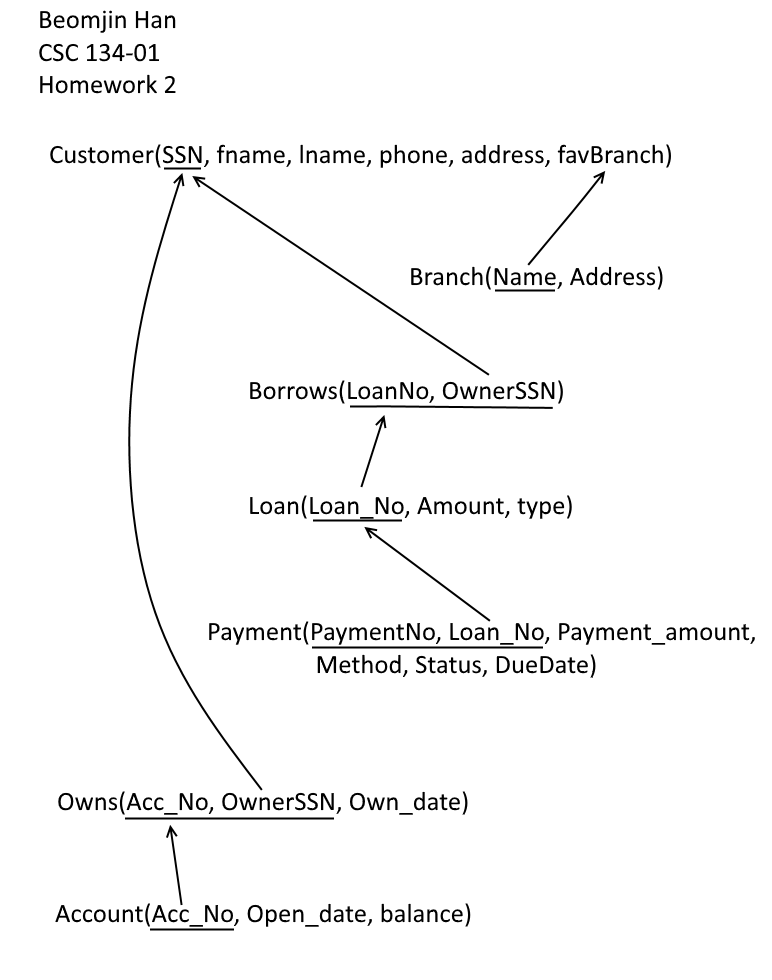 Beomjin Han
CSC 134-01
Homework 2
Customer(SSN, fname, lname, phone, address, favBranch)
Branch(Name, Address)
Borrows(LoanNo, OwnerSSN)
Loan(Loan_No, Amount, type)
Payment(PaymentNo, Loan_No, Payment_amount,
Method, Status, DueDate)
Owns(Acc_No, OwnerSSN, Own_date)
Account(Acc_No, Open_date, balance)